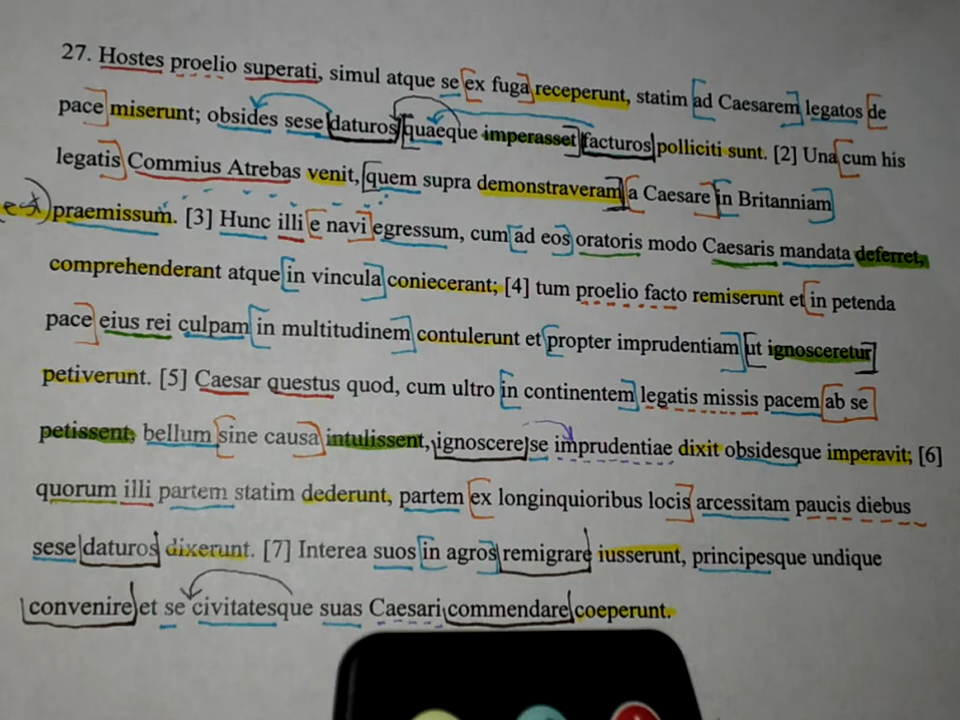 27. Hostes proelio superati, simul atque se ex fuga receperunt, statim ad Caesarem legatos de
pace miserunt; obsides sese daturos quaeque imperasset facturos polliciti sunt. [2] Una cum his
legatis Commius Atrebas venit, quem supra demonstraveram a Caesare in Britanniam
est praemissum. [3] Hunc illi e navi egressum, cum ad eos oratoris modo Caesaris mandata deferret,
comprehenderant atque in vincula coniecerant; [4] tum proelio facto remiserunt et in petenda
pace eius rei culpam in multitudinem contulerunt et propter imprudentiam ut ignosceretur
petiverunt. [5] Caesar questus quod, cum ultro in continentem legatis missis pacem ab se
petissent, bellum sine causa intulissent, ignoscere se imprudentiae dixit obsidesque imperavit; [6]
quorum illi partem statim dederunt, partem ex longinquioribus locis arcessitam paucis diebus
sese daturos dixerunt. [7] Interea suos in agros remigrare iusserunt, principesque undique
convenire et se civitatesque suas Caesari commendare coeperunt.